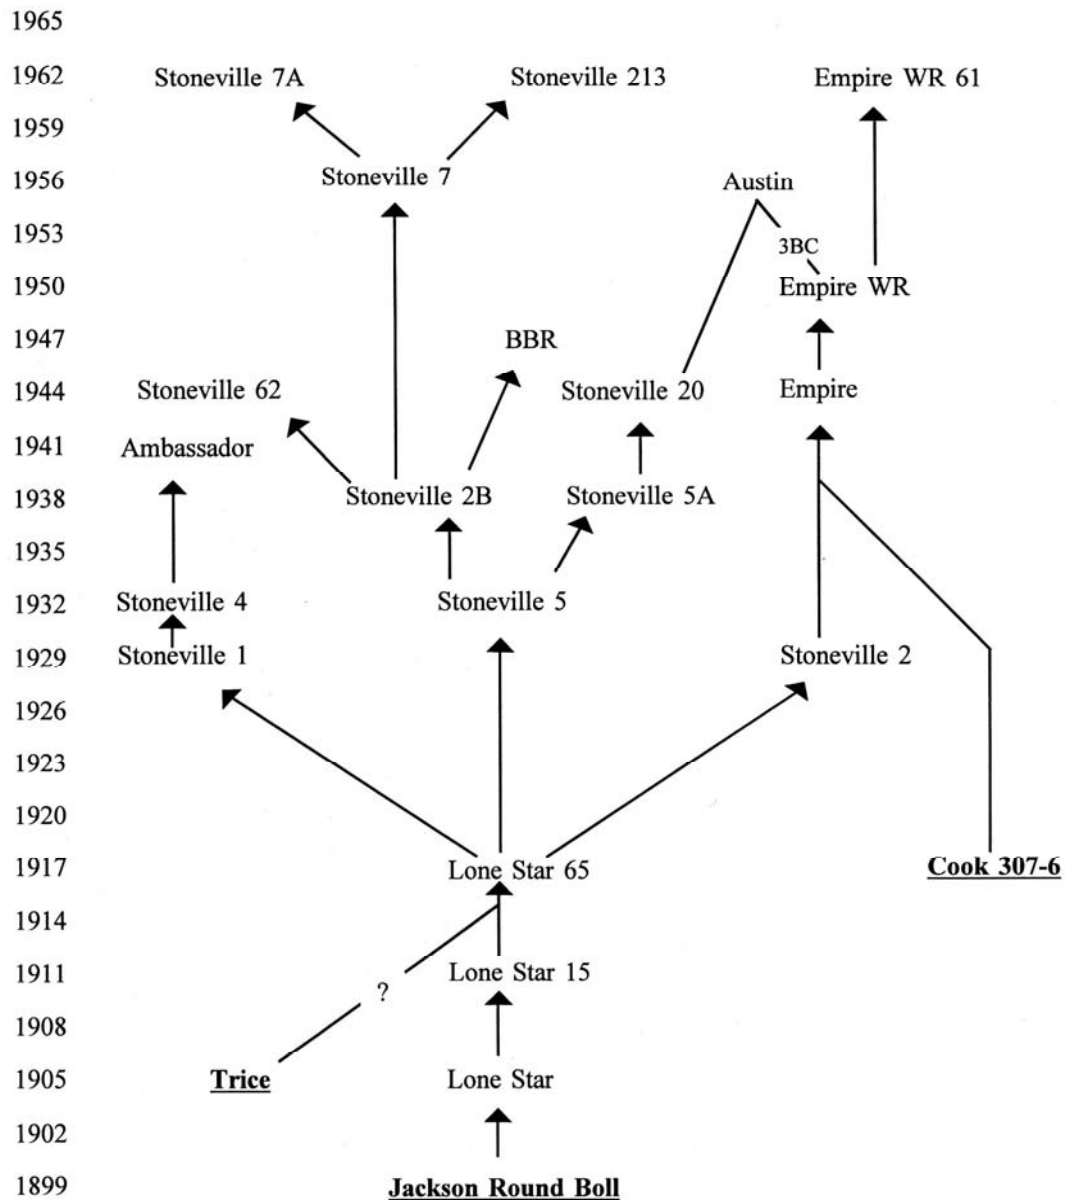 1965
1962 Stoneville 7A Stoneville 213 Empire WR 61
1959
1956 Stoneville 7 Austin
1953 3BC
1950 Empire WR
1947 BBR
1944 Stoneville 62 Stoneville 20 Empire
1941 Ambassador
1938 Stoneville 2B Stoneville 5A
1935
1932 Stoneville 4 Stoneville 5
1929 Stoneville 1 Stoneville 2
1926
1923
1920
1917 Lone Star 65 Cook 307-6
1914
1911 Lone Star 15
?
1908
1905 Trice Lone Star
1902
1899 Jackson Round Boll